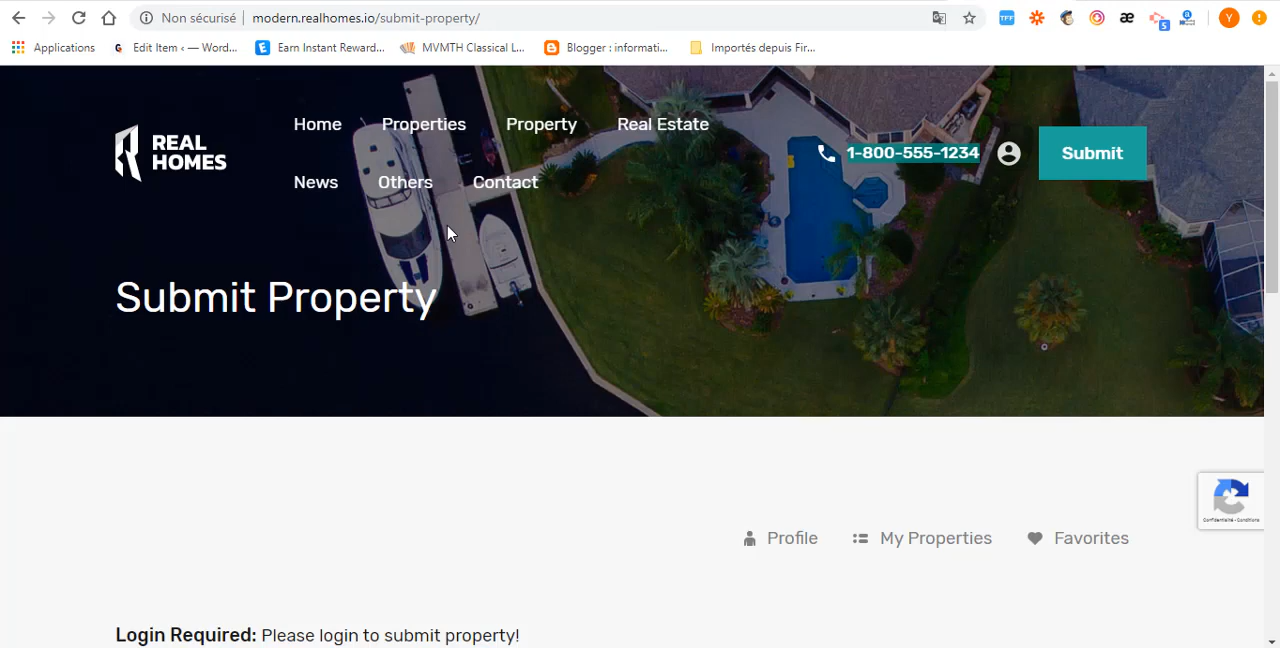 Non sécurisé | modern.realhomes.io/submit-property/
Applications Edit Item ‹ — Word... Earn Instant Reward... MVMTH Classical L... Blogger : informati... Importés depuis Fir...
Home Properties Property Real Estate
REAL HOMES
1-800-555-1234
Submit
News Others Contact
Submit Property
Profile My Properties Favorites
Confidentialité - Conditions
Login Required: Please login to submit property!